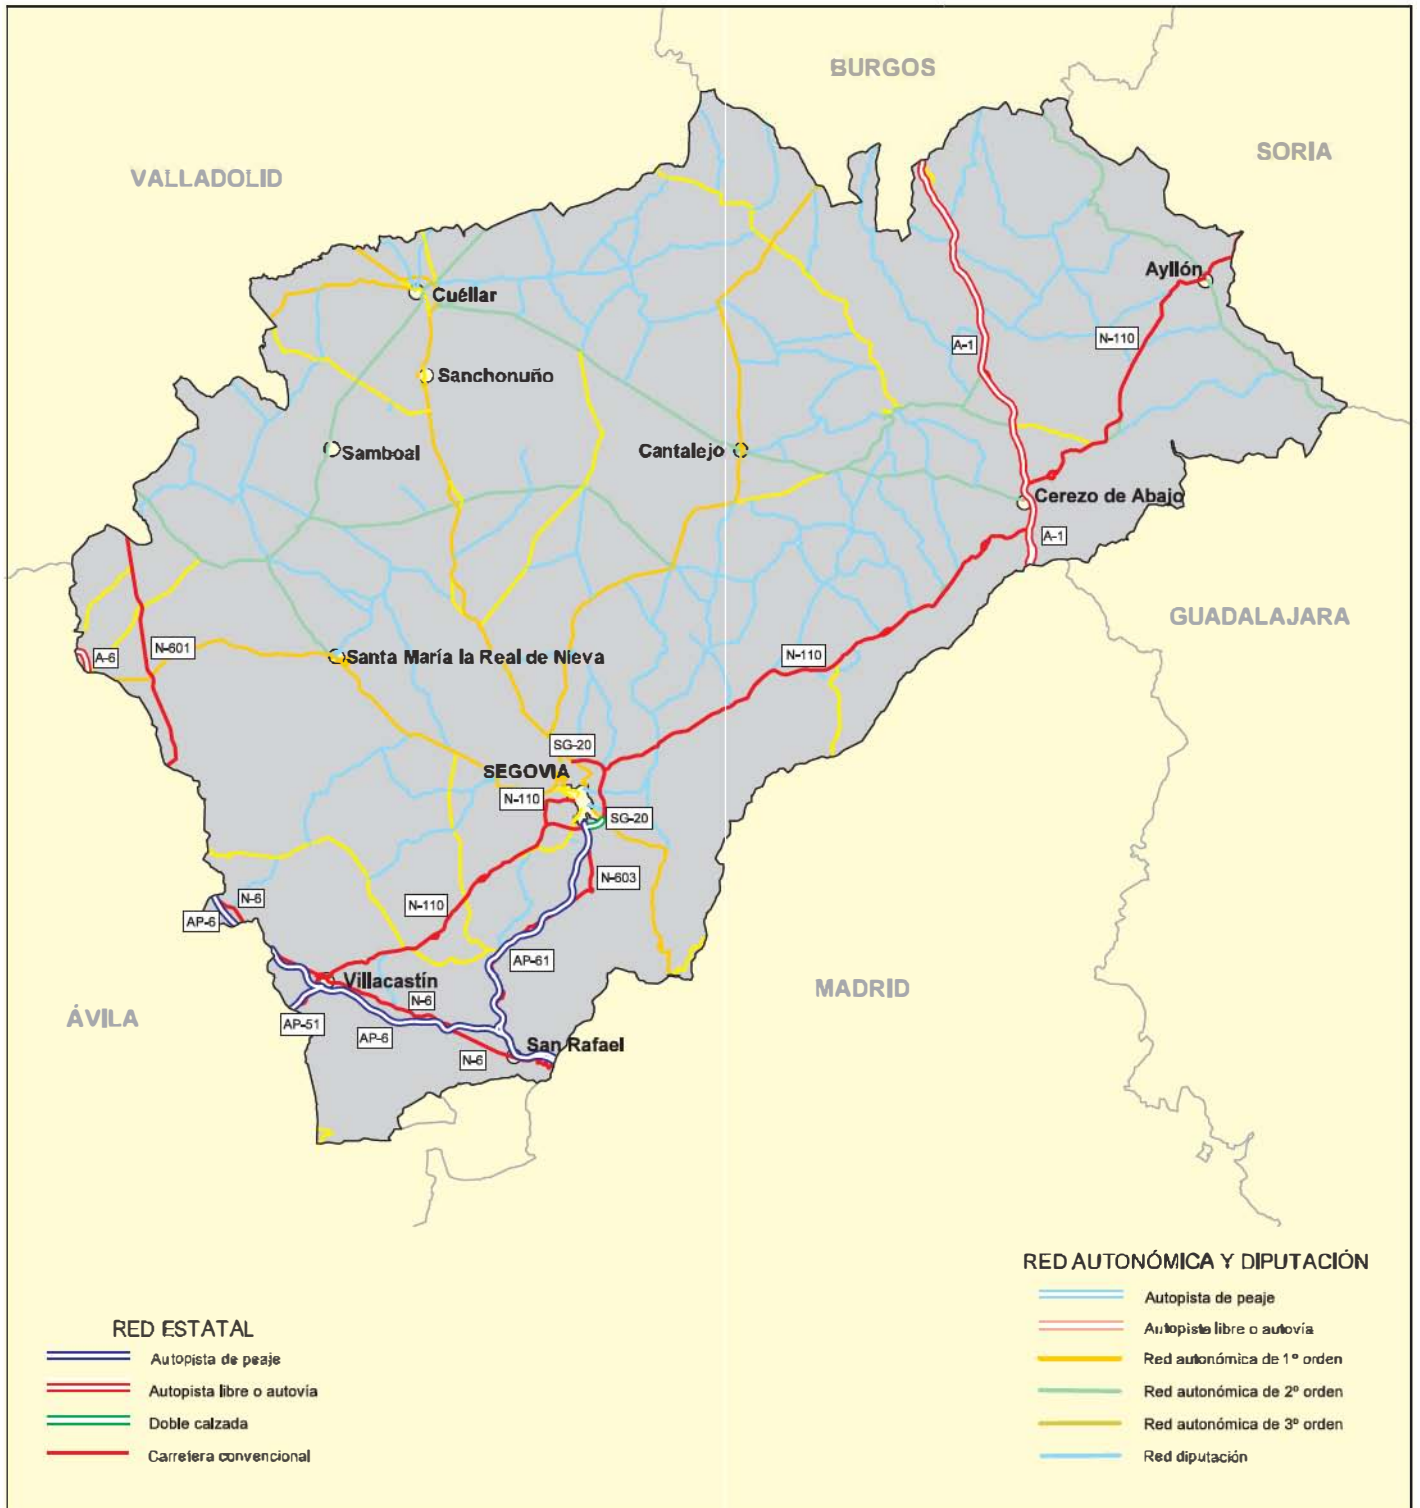 BURGOS
SORIA
VALLADOLID
Ayllón
Cuéllar
N-110
A-1
Sanchonuño
Samboal
Cantalejo
Cerezo de Abajo
A-1
GUADALAJARA
N-601
A-6
Santa María la Real de Nieva
N-110
SG-20
SEGOVIA
N-110
SG-20
N-603
N-6
N-110
AP-6
AP-61
Villacastín
MADRID
N-6
ÁVILA
AP-51
AP-6
San Rafael
N-6
RED ESTATAL
Autopista de peaje
Autopista libre o autovía
Doble calzada
Carretera convencional
RED AUTONÓMICA Y DIPUTACIÓN
Autopista de peaje
Autopista libre o autovía
Red autonómica de 1º orden
Red autonómica de 2º orden
Red autonómica de 3º orden
Red diputación